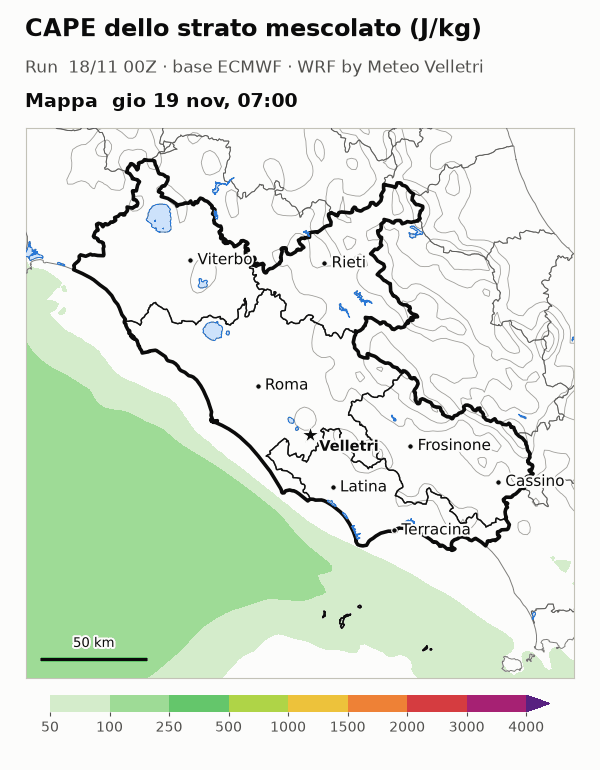 CAPE dello strato mescolato (J/kg)
Run  18/11 00Z · base ECMWF · WRF by Meteo Velletri
Mappa  gio 19 nov, 07:00
Viterbo
Rieti
Roma
Velletri
Frosinone
Cassino
Latina
Terracina
50 km
50 100 250 500 1000 1500 2000 3000 4000